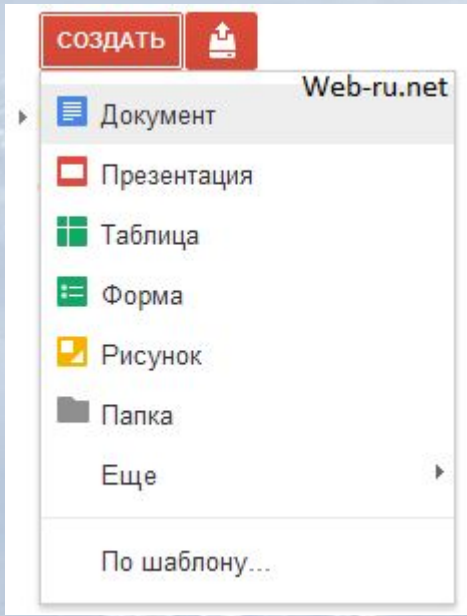 СОЗДАТЬ
Web-ru.net
Документ
Презентация
Таблица
Форма
Рисунок
Папка
Еще
По шаблону...